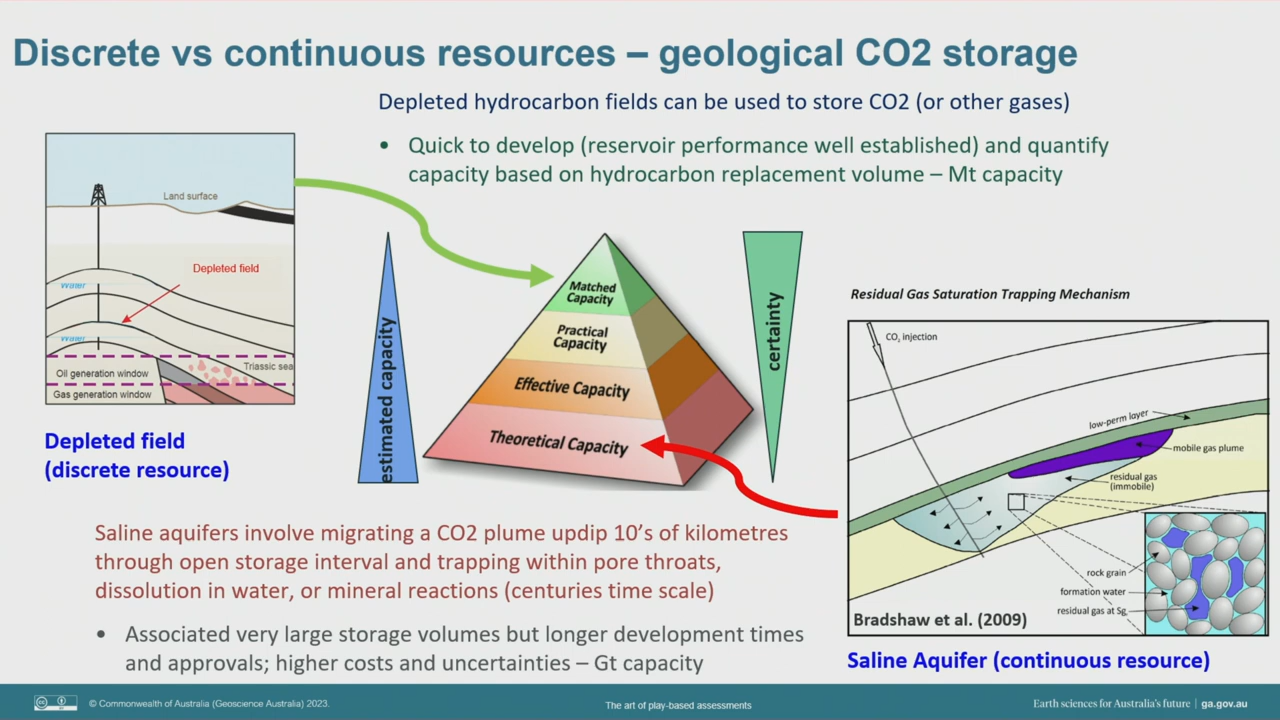 Discrete vs continuous resources – geological CO2 storage
Depleted hydrocarbon fields can be used to store CO2 (or other gases)
• Quick to develop (reservoir performance well established) and quantify
capacity based on hydrocarbon replacement volume – Mt capacity
Land surface
Depleted field
Water
Water
Triassic sea
Oil generation window
Gas generation window
Depleted field
(discrete resource)
estimated capacity
Matched
Capacity
Practical
Capacity
Effective Capacity
Theoretical Capacity
certainty
Residual Gas Saturation Trapping Mechanism
CO2 injection
low-perm layer
mobile gas plume
residual gas
(immobile)
rock grain
formation water
residual gas at Sg
Bradshaw et al. (2009)
Saline Aquifer (continuous resource)
Saline aquifers involve migrating a CO2 plume updip 10's of kilometres
through open storage interval and trapping within pore throats,
dissolution in water, or mineral reactions (centuries time scale)
• Associated very large storage volumes but longer development times
and approvals; higher costs and uncertainties – Gt capacity
© Commonwealth of Australia (Geoscience Australia) 2023.
The art of play-based assessments
Earth sciences for Australia's future | ga.gov.au